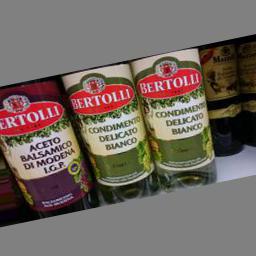 BERTOLLI
ACETO
BALSAMICO
DI MODENA
I.G.P.
BERTOLLI
CONDIMENTO
DELICATO
BIANCO
BERTOLLI
CONDIMENTO
DELICATO
BIANCO